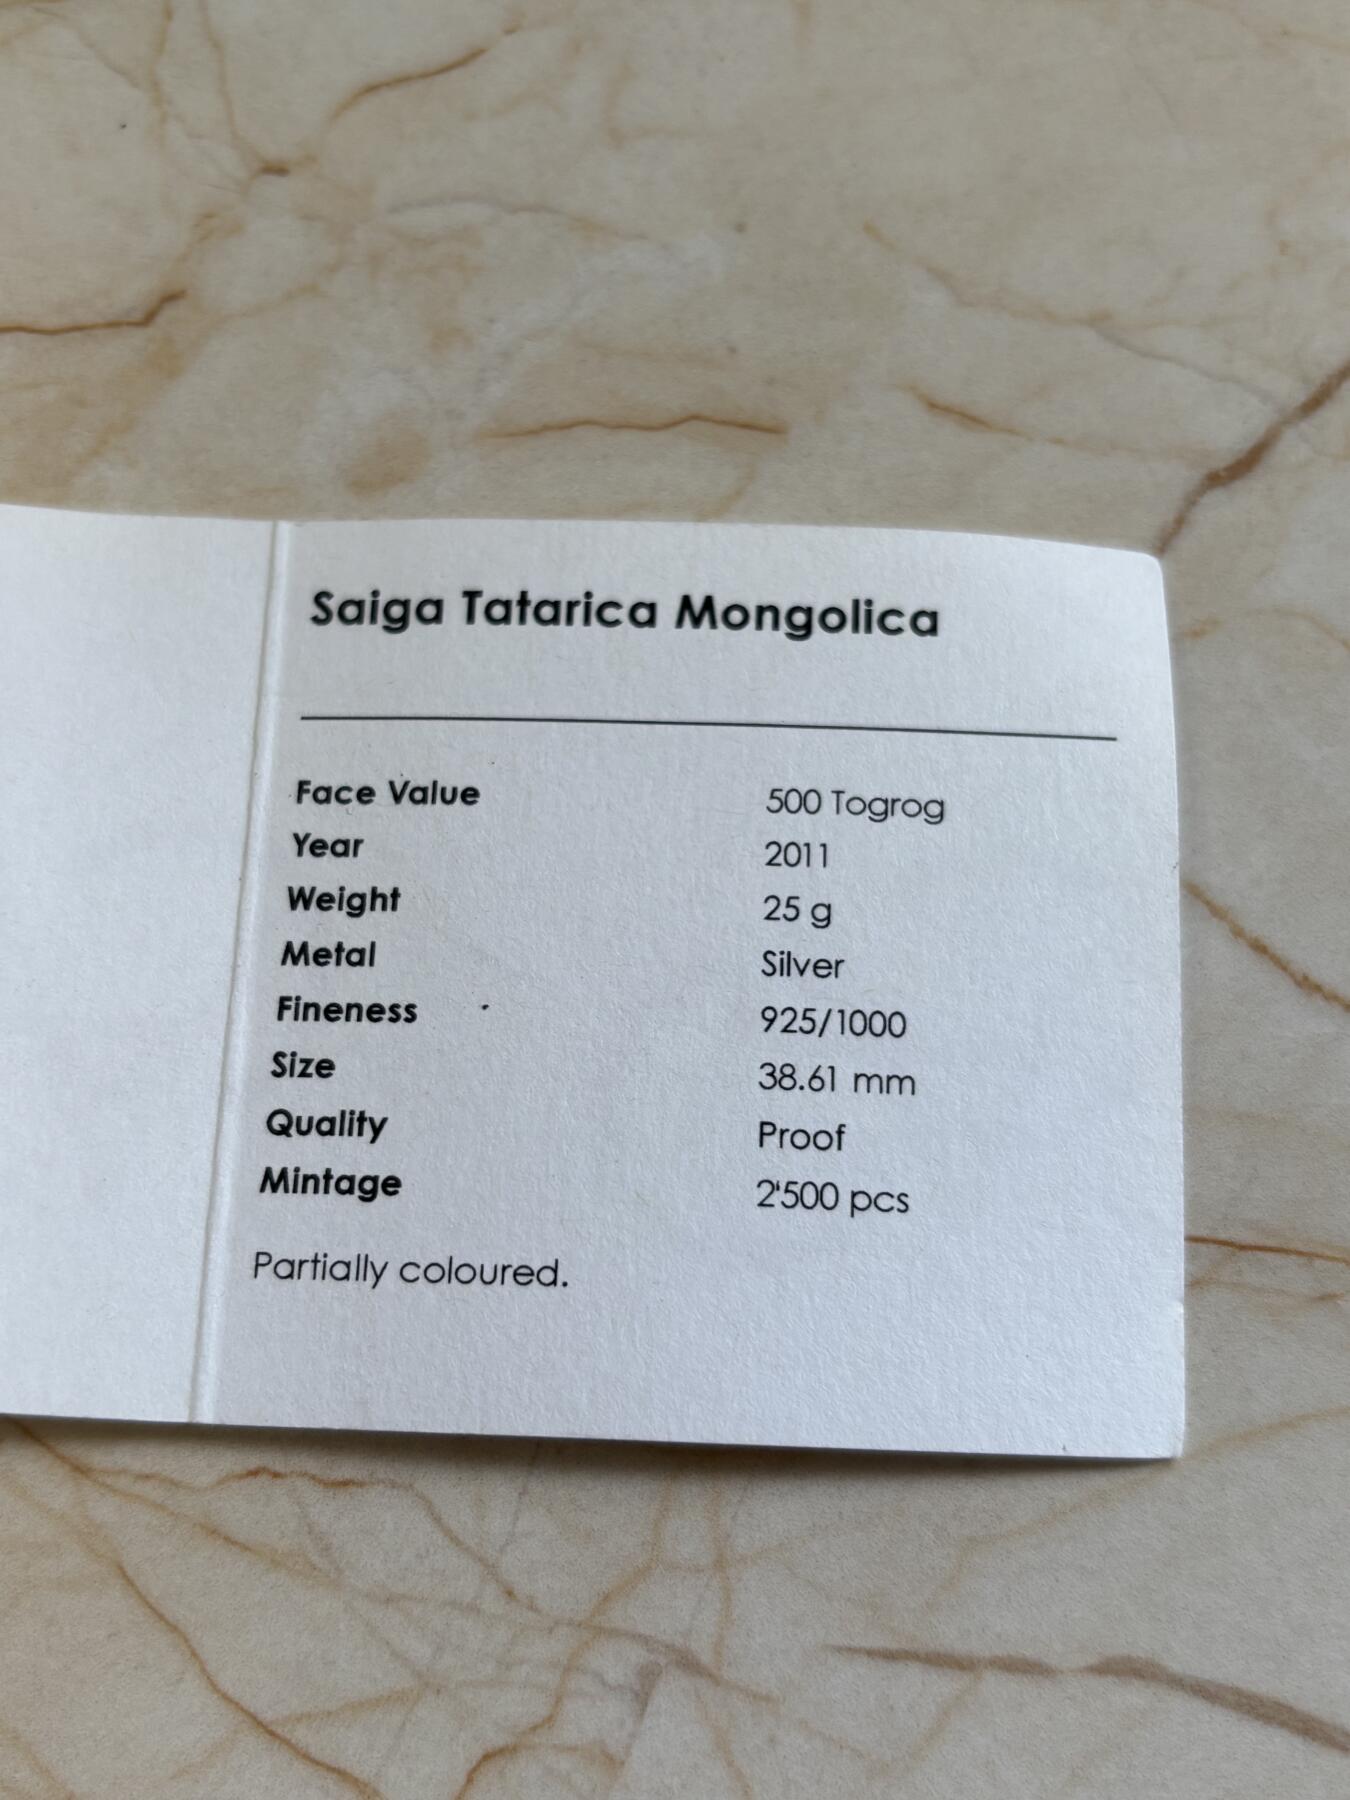 Saiga Tatarica Mongolica
Face Value 500 Togrog
Year 2011
Weight 25 g
Metal Silver
Fineness 925/1000
Size 38.61 mm
Quality Proof
Mintage 2'500 pcs
Partially coloured.